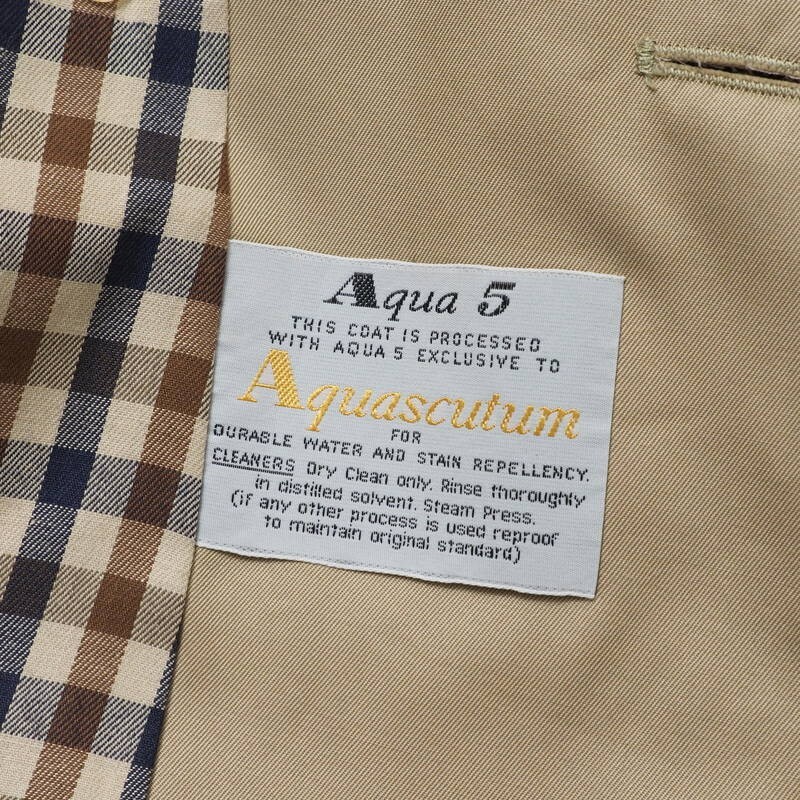 Aqua 5
THIS COAT IS PROCESSED
WITH AQUA 5 EXCLUSIVE TO
Aquascutum
FOR
DURABLE WATER AND STAIN REPELLENCY.
CLEANERS Dry Clean only. Rinse thoroughly
in distilled solvent. Steam Press.
(if any other process is used reproof
to maintain original standard)